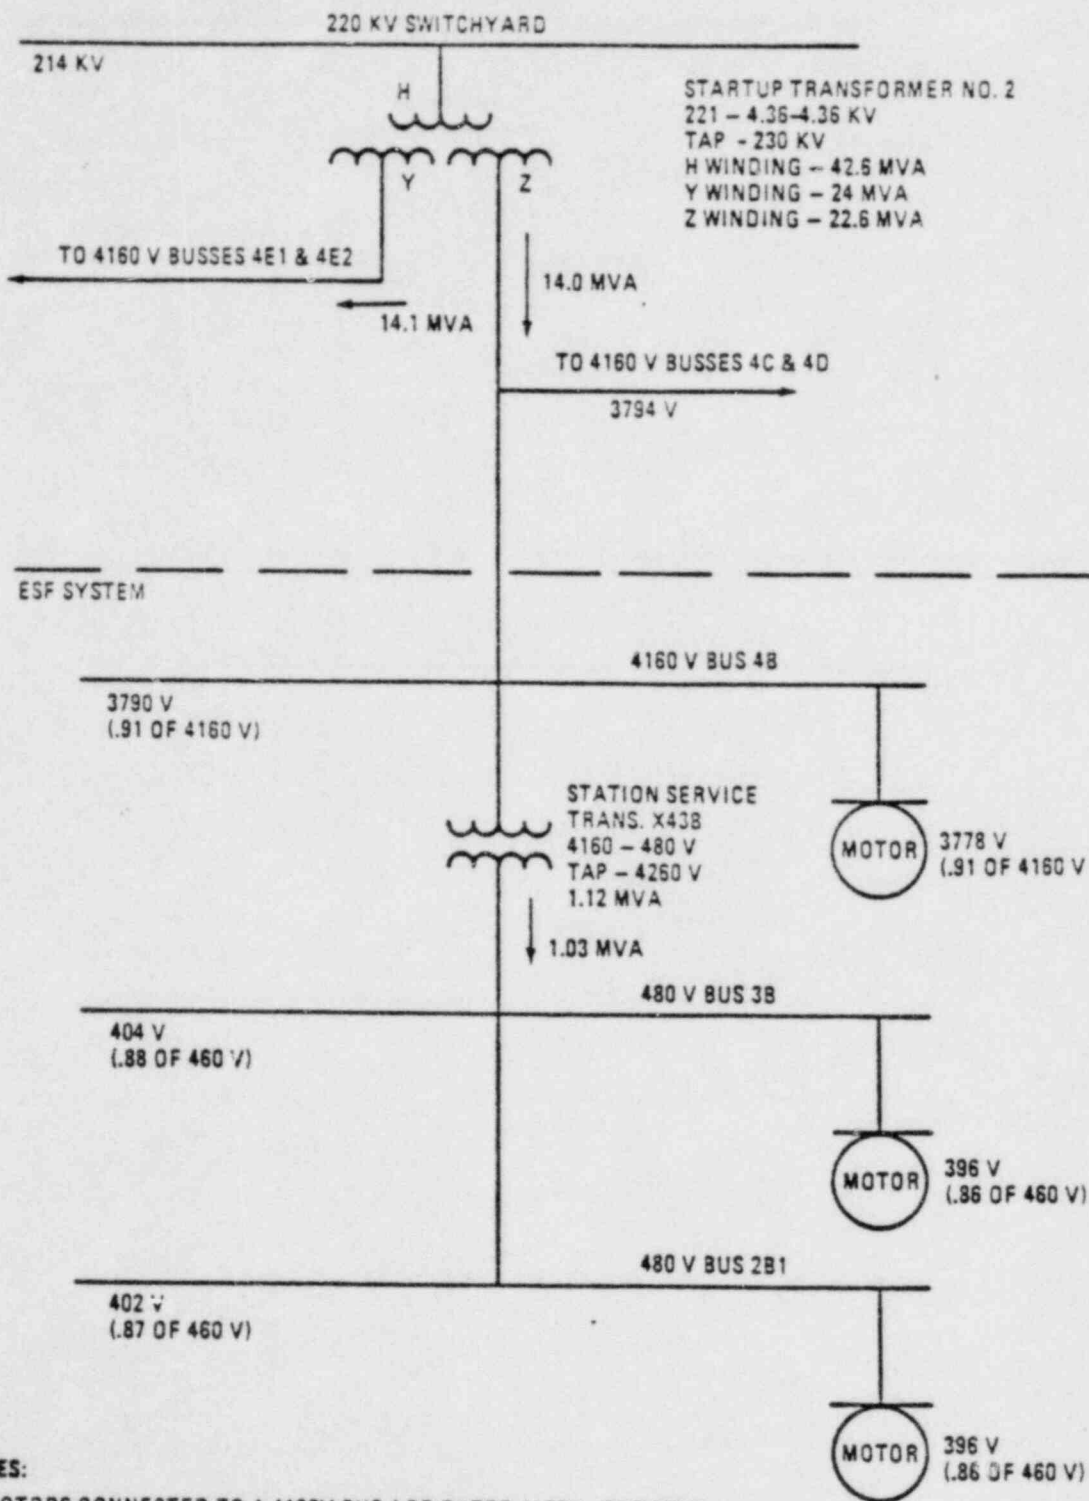 220 KV SWITCHYARD
214 KV
H
STARTUP TRANSFORMER NO. 2
221 – 4.36–4.36 KV
TAP - 230 KV
H WINDING – 42.6 MVA
Y WINDING – 24 MVA
Z WINDING – 22.6 MVA
Y
Z
TO 4160 V BUSSES 4E1 & 4E2
14.0 MVA
14.1 MVA
TO 4160 V BUSSES 4C & 4D
3794 V
ESF SYSTEM
4160 V BUS 4B
3790 V
(.91 OF 4160 V)
STATION SERVICE
TRANS. X438
4160 – 480 V
TAP – 4260 V
1.12 MVA
MOTOR
3778 V
(.91 OF 4160 V
1.03 MVA
480 V BUS 3B
404 V
(.88 OF 460 V)
MOTOR
396 V
(.86 OF 460 V)
480 V BUS 2B1
402 V
(.87 OF 460 V)
MOTOR
396 V
(.86 OF 460 V)
ES: